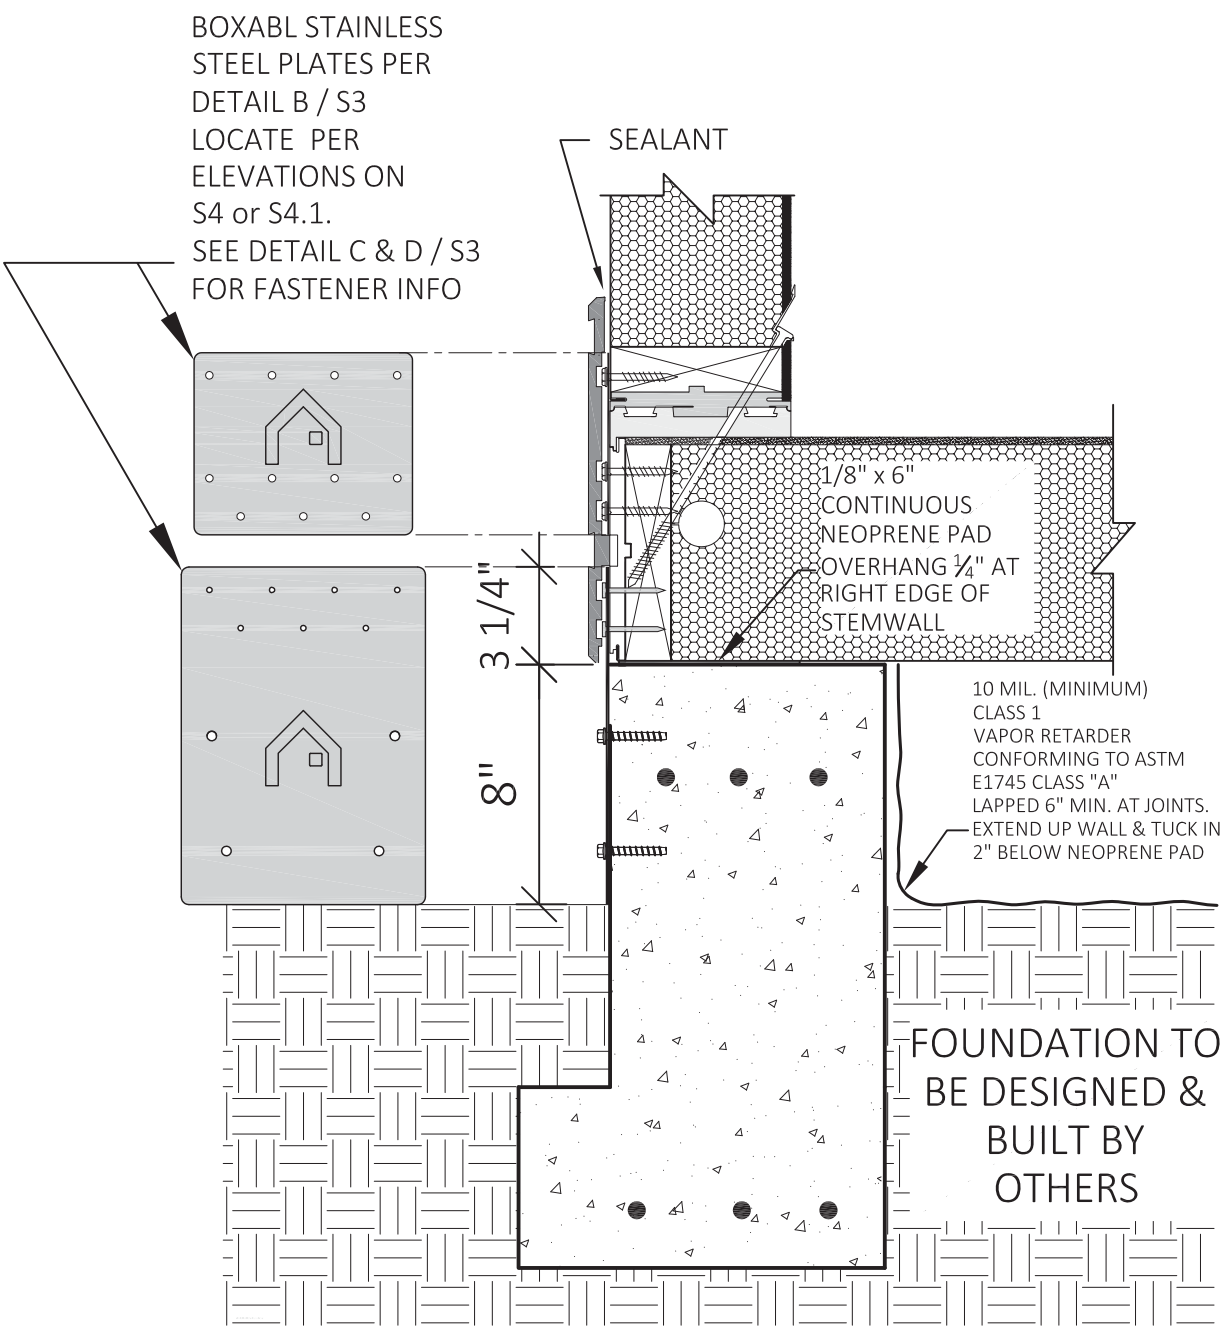 BOXABL STAINLESS
STEEL PLATES PER
DETAIL B / S3
LOCATE PER
ELEVATIONS ON
S4 or S4.1.
SEE DETAIL C & D / S3
FOR FASTENER INFO
SEALANT
1/8" x 6"
CONTINUOUS
NEOPRENE PAD
OVERHANG ¼" AT
RIGHT EDGE OF
STEMWALL
3 1/4"
8"
10 MIL. (MINIMUM)
CLASS 1
VAPOR RETARDER
CONFORMING TO ASTM
E1745 CLASS "A"
LAPPED 6" MIN. AT JOINTS.
EXTEND UP WALL & TUCK IN
2" BELOW NEOPRENE PAD
FOUNDATION TO
BE DESIGNED &
BUILT BY
OTHERS